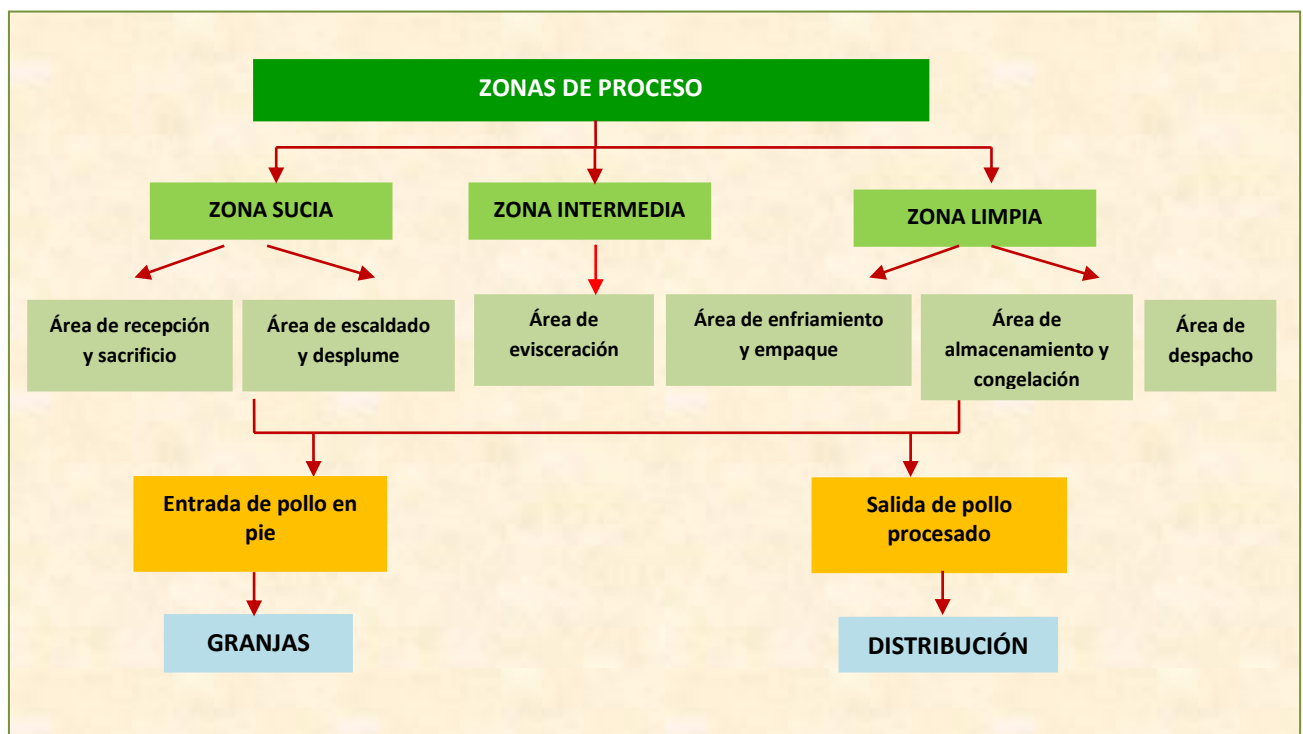 ZONAS DE PROCESO
ZONA SUCIA
ZONA INTERMEDIA
ZONA LIMPIA
Área de recepción
y sacrificio
Área de escaldado
y desplume
Área de
evisceración
Área de enfriamiento
y empaque
Área de
almacenamiento y
congelación
Área de
despacho
Entrada de pollo en
pie
Salida de pollo
procesado
GRANJAS
DISTRIBUCIÓN